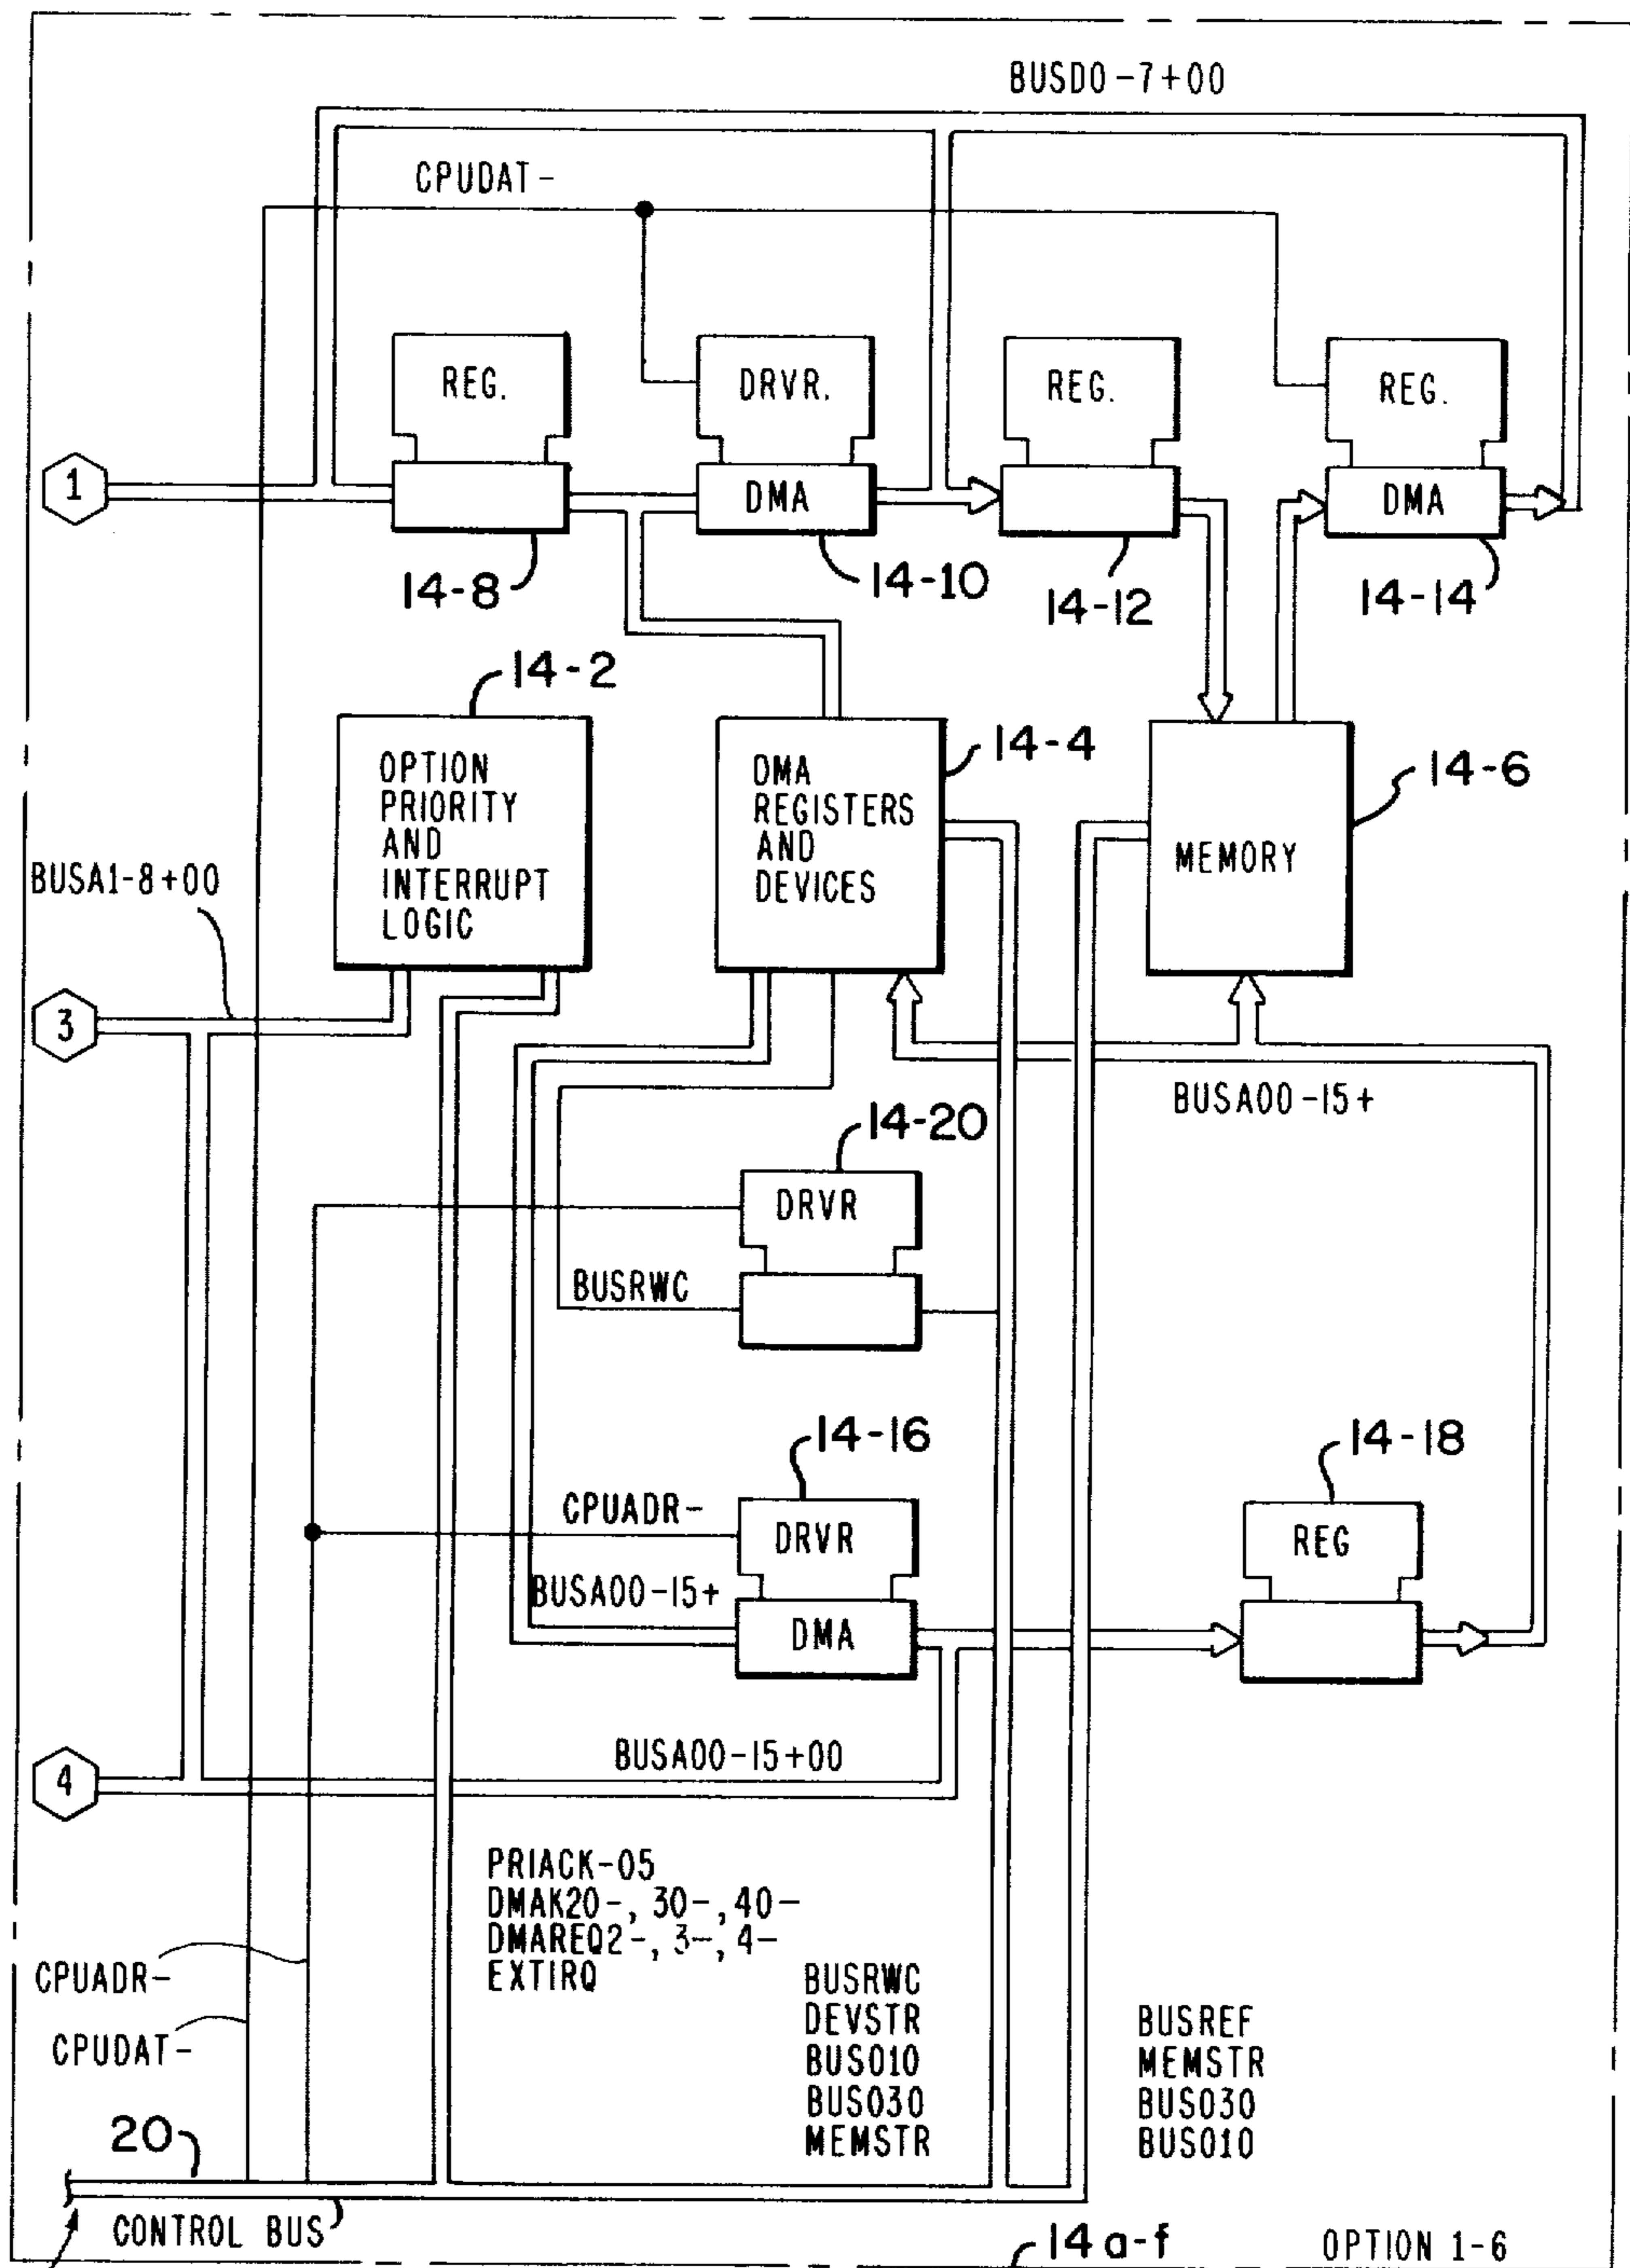 BUSD0-7+00
CPUDAT-
REG.
DRVR.
REG.
REG.
1
DMA
DMA
14-8
14-10
14-12
14-14
14-2
14-4
14-6
OPTION
PRIORITY
AND
INTERRUPT
LOGIC
DMA
REGISTERS
AND
DEVICES
MEMORY
BUSA1-8+00
3
BUSA00-15+
14-20
DRVR
BUSRWC
14-16
14-18
CPUADR-
DRVR
REG
BUSA00-15+
DMA
BUSA00-15+00
4
PRIACK-05
DMAK20-, 30-, 40-
DMAREQ2-, 3-, 4-
EXTIRQ
CPUADR-
CPUDAT-
BUSRWC
DEVSTR
BUS010
BUS030
MEMSTR
BUSREF
MEMSTR
BUS030
BUS010
20
CONTROL BUS
14a-f
OPTION 1-6